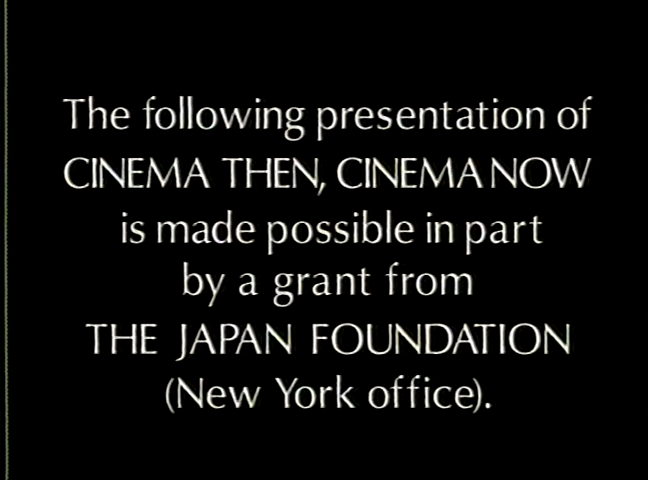 The following presentation of
CINEMA THEN, CINEMA NOW
is made possible in part
by a grant from
THE JAPAN FOUNDATION
(New York office).